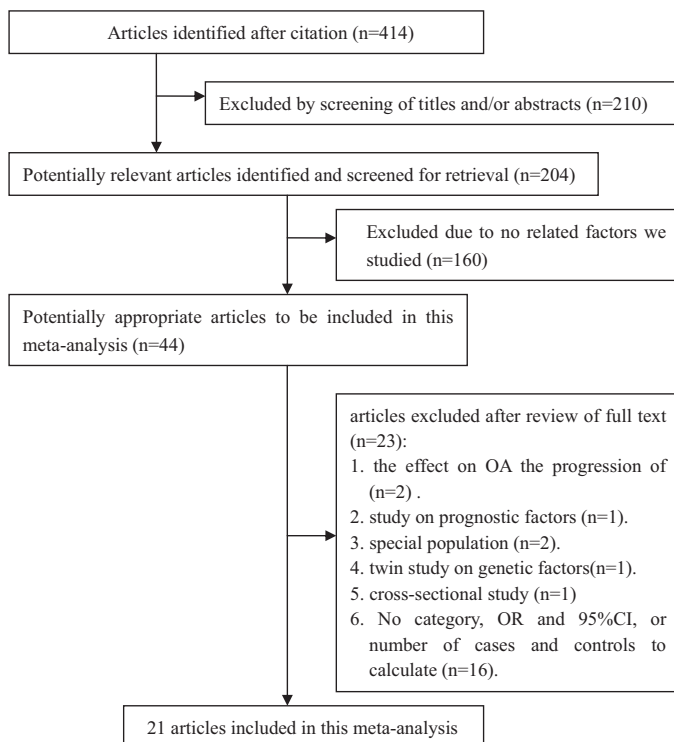 Articles identified after citation (n=414)
Excluded by screening of titles and/or abstracts (n=210)
Potentially relevant articles identified and screened for retrieval (n=204)
Excluded due to no related factors we
studied (n=160)
Potentially appropriate articles to be included in this
meta-analysis (n=44)
articles excluded after review of full text
(n=23):
1. the effect on OA the progression of
(n=2) .
2. study on prognostic factors (n=1).
3. special population (n=2).
4. twin study on genetic factors(n=1).
5. cross-sectional study (n=1)
6. No category, OR and 95%CI, or
number of cases and controls to
calculate (n=16).
21 articles included in this meta-analysis